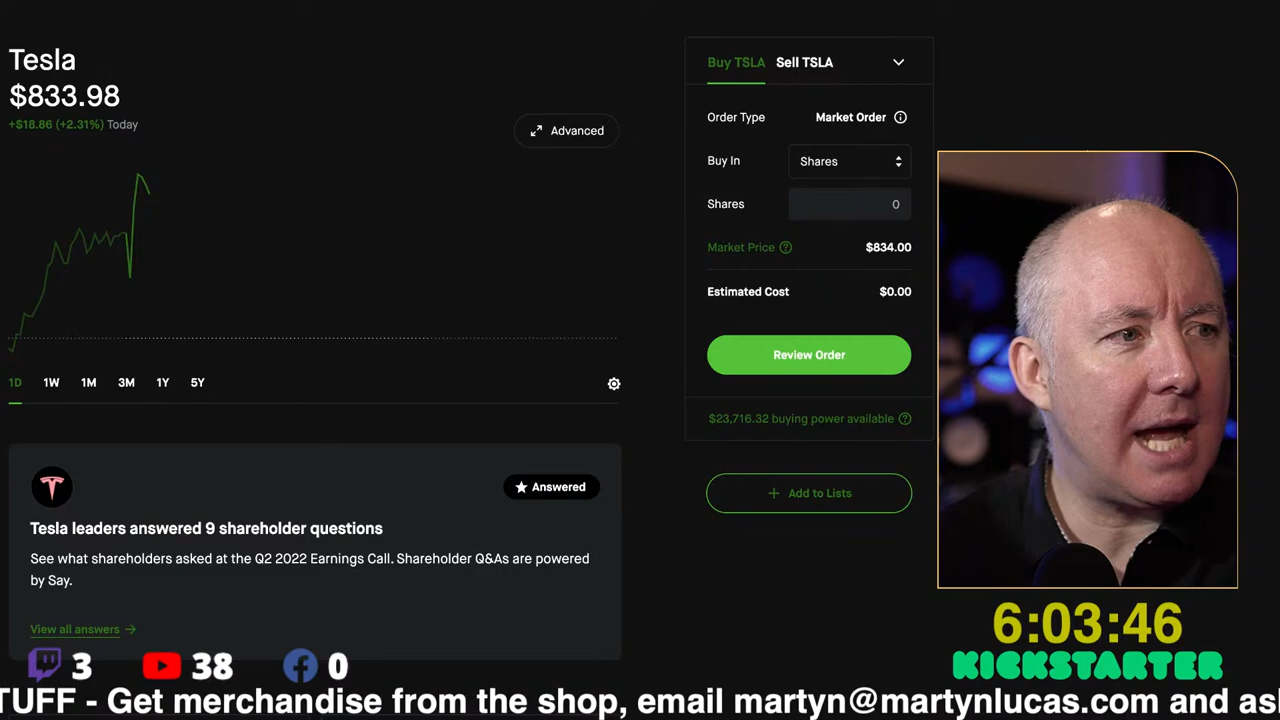 Tesla
$833.98
+$18.86 (+2.31%) Today
Advanced
1D 1W 1M 3M 1Y 5Y
Answered
Tesla leaders answered 9 shareholder questions
See what shareholders asked at the Q2 2022 Earnings Call. Shareholder Q&As are powered
by Say.
View all answers
Buy TSLA Sell TSLA
Order Type Market Order
Buy In Shares
Shares 0
Market Price $834.00
Estimated Cost $0.00
Review Order
$23,716.32 buying power available
Add to Lists
6:03:46
KICKSTARTER
3 38 0
TUFF - Get merchandise from the shop, email martyn@martynlucas.com and as